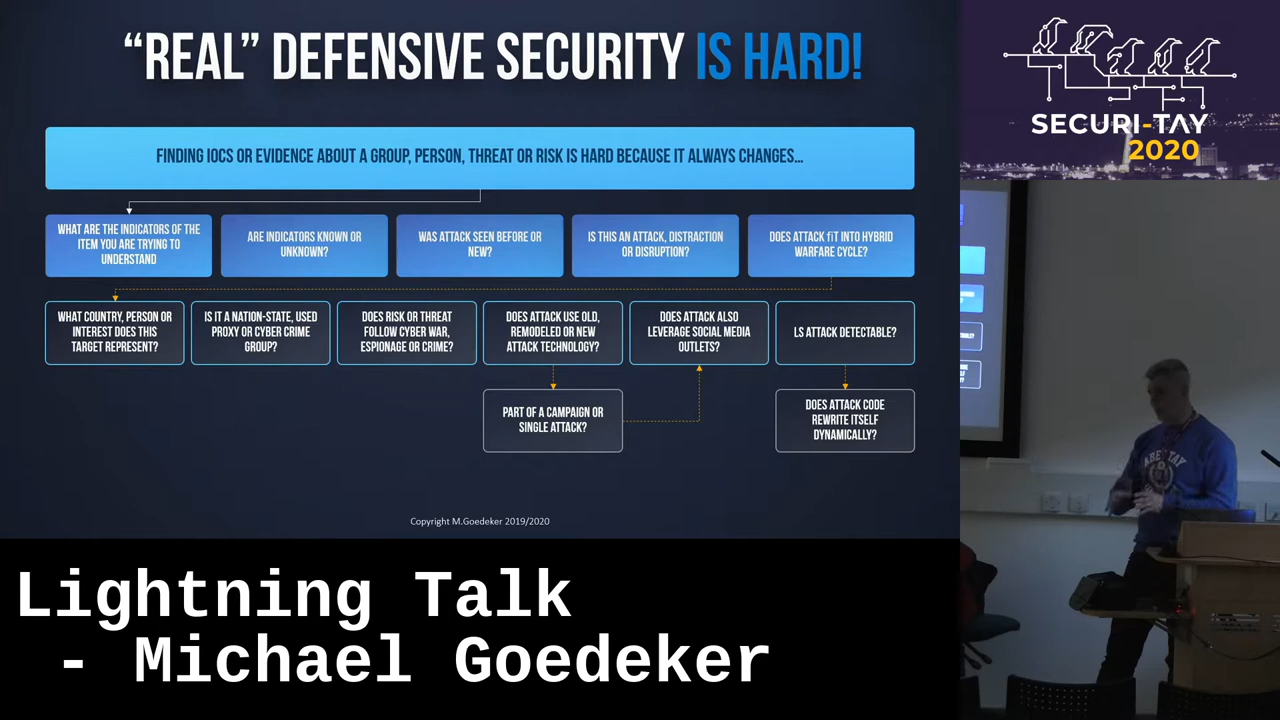 “REAL” DEFENSIVE SECURITY IS HARD!
FINDING IOCS OR EVIDENCE ABOUT A GROUP, PERSON, THREAT OR RISK IS HARD BECAUSE IT ALWAYS CHANGES...
WHAT ARE THE INDICATORS OF THE
ITEM YOU ARE TRYING TO
UNDERSTAND
ARE INDICATORS KNOWN OR
UNKNOWN?
WAS ATTACK SEEN BEFORE OR
NEW?
IS THIS AN ATTACK, DISTRACTION
OR DISRUPTION?
DOES ATTACK fiT INTO HYBRID
WARFARE CYCLE?
WHAT COUNTRY, PERSON OR
INTEREST DOES THIS
TARGET REPRESENT?
IS IT A NATION-STATE, USED
PROXY OR CYBER CRIME
GROUP?
DOES RISK OR THREAT
FOLLOW CYBER WAR,
ESPIONAGE OR CRIME?
DOES ATTACK USE OLD,
REMODELED OR NEW
ATTACK TECHNOLOGY?
DOES ATTACK ALSO
LEVERAGE SOCIAL MEDIA
OUTLETS?
LS ATTACK DETECTABLE?
PART OF A CAMPAIGN OR
SINGLE ATTACK?
DOES ATTACK CODE
REWRITE ITSELF
DYNAMICALLY?
Copyright M.Goedeker 2019/2020
SECURI-TAY
2020
ABERTAY
Lightning Talk
- Michael Goedeker